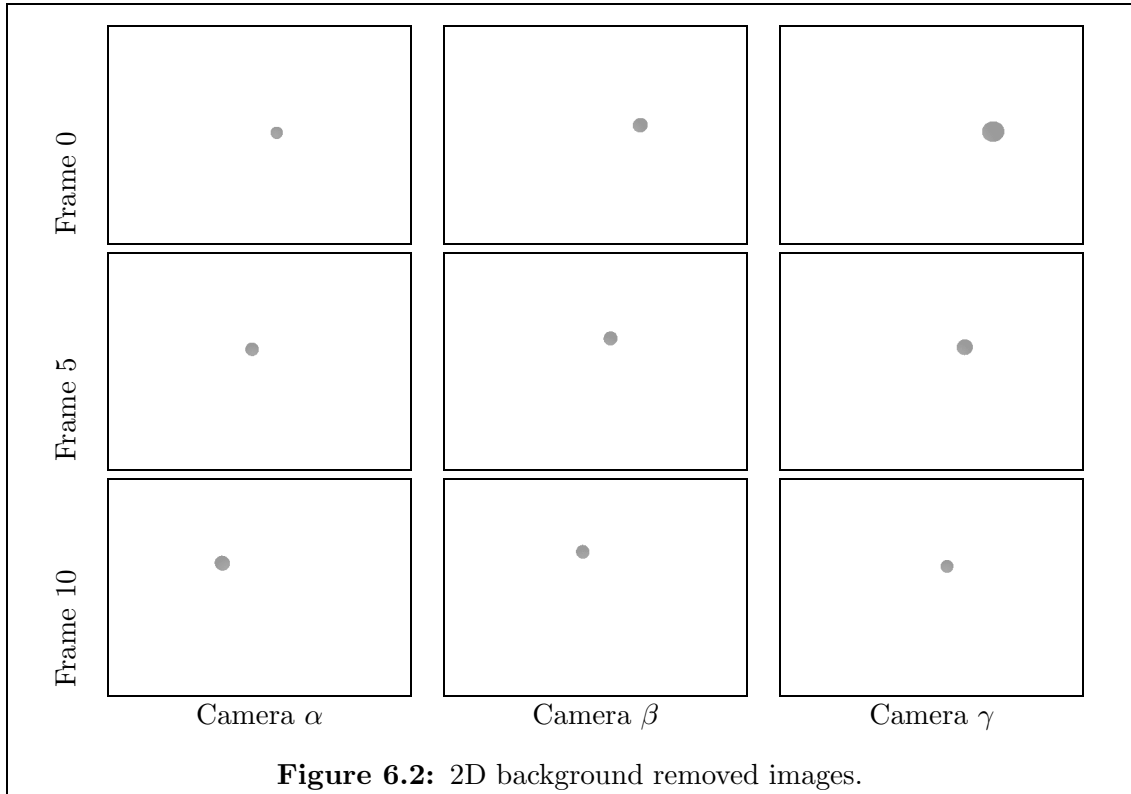 Frame 0
Frame 5
Frame 10
Camera α Camera β Camera γ
Figure 6.2: 2D background removed images.